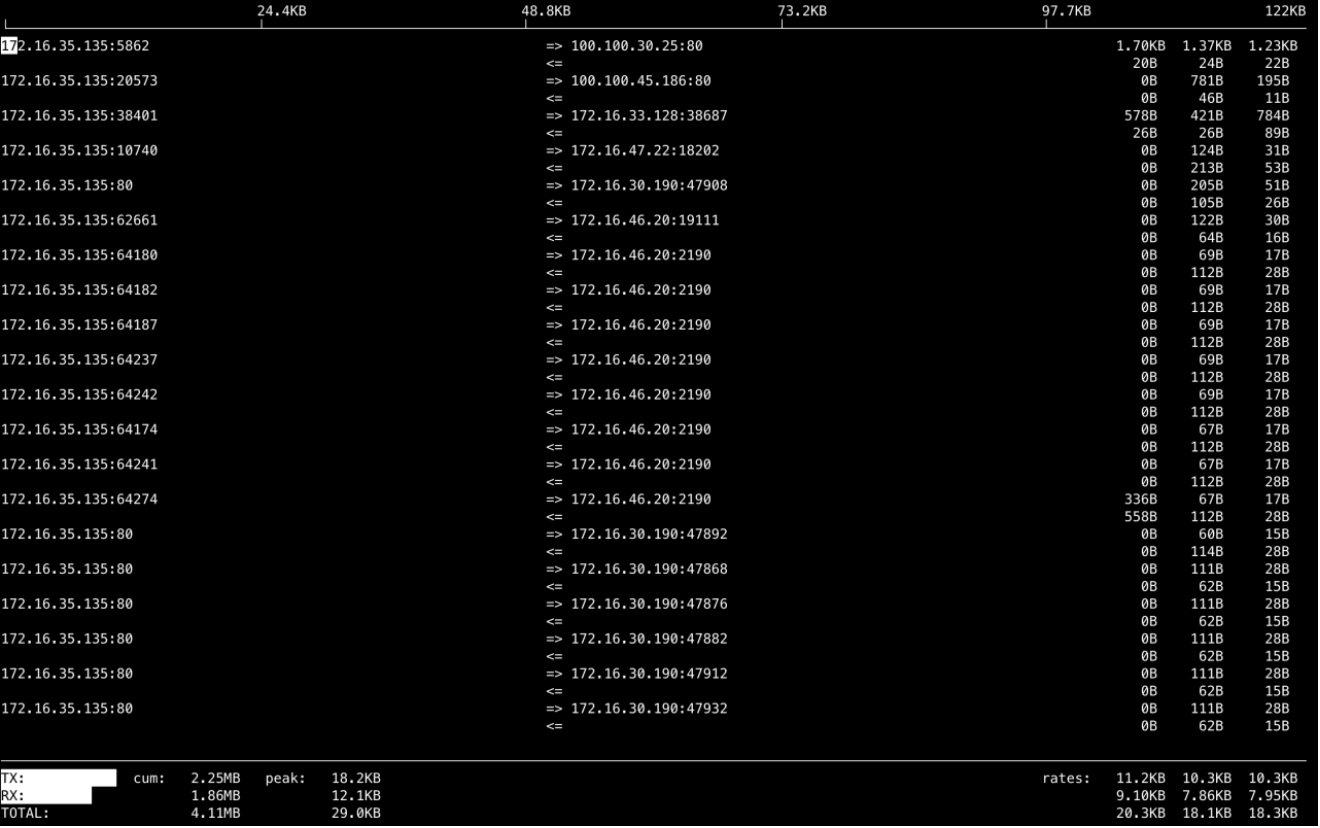 24.4KB 48.8KB 73.2KB 97.7KB 122KB
172.16.35.135:5862 => 100.100.30.25:80 1.70KB 1.37KB 1.23KB
<= 20B 24B 22B
172.16.35.135:20573 => 100.100.45.186:80 0B 781B 195B
<= 0B 46B 11B
172.16.35.135:38401 => 172.16.33.128:38687 578B 421B 784B
<= 26B 26B 89B
172.16.35.135:10740 => 172.16.47.22:18202 0B 124B 31B
<= 0B 213B 53B
172.16.35.135:80 => 172.16.30.190:47908 0B 205B 51B
<= 0B 105B 26B
172.16.35.135:62661 => 172.16.46.20:19111 0B 122B 30B
<= 0B 64B 16B
172.16.35.135:64180 => 172.16.46.20:2190 0B 69B 17B
<= 0B 112B 28B
172.16.35.135:64182 => 172.16.46.20:2190 0B 69B 17B
<= 0B 112B 28B
172.16.35.135:64187 => 172.16.46.20:2190 0B 69B 17B
<= 0B 112B 28B
172.16.35.135:64237 => 172.16.46.20:2190 0B 69B 17B
<= 0B 112B 28B
172.16.35.135:64242 => 172.16.46.20:2190 0B 69B 17B
<= 0B 112B 28B
172.16.35.135:64174 => 172.16.46.20:2190 0B 67B 17B
<= 0B 112B 28B
172.16.35.135:64241 => 172.16.46.20:2190 0B 67B 17B
<= 0B 112B 28B
172.16.35.135:64274 => 172.16.46.20:2190 336B 67B 17B
<= 558B 112B 28B
172.16.35.135:80 => 172.16.30.190:47892 0B 60B 15B
<= 0B 114B 28B
172.16.35.135:80 => 172.16.30.190:47868 0B 111B 28B
<= 0B 62B 15B
172.16.35.135:80 => 172.16.30.190:47876 0B 111B 28B
<= 0B 62B 15B
172.16.35.135:80 => 172.16.30.190:47882 0B 111B 28B
<= 0B 62B 15B
172.16.35.135:80 => 172.16.30.190:47912 0B 111B 28B
<= 0B 62B 15B
172.16.35.135:80 => 172.16.30.190:47932 0B 111B 28B
<= 0B 62B 15B
TX: cum: 2.25MB peak: 18.2KB rates: 11.2KB 10.3KB 10.3KB
RX: 1.86MB 12.1KB 9.10KB 7.86KB 7.95KB
TOTAL: 4.11MB 29.0KB 20.3KB 18.1KB 18.3KB